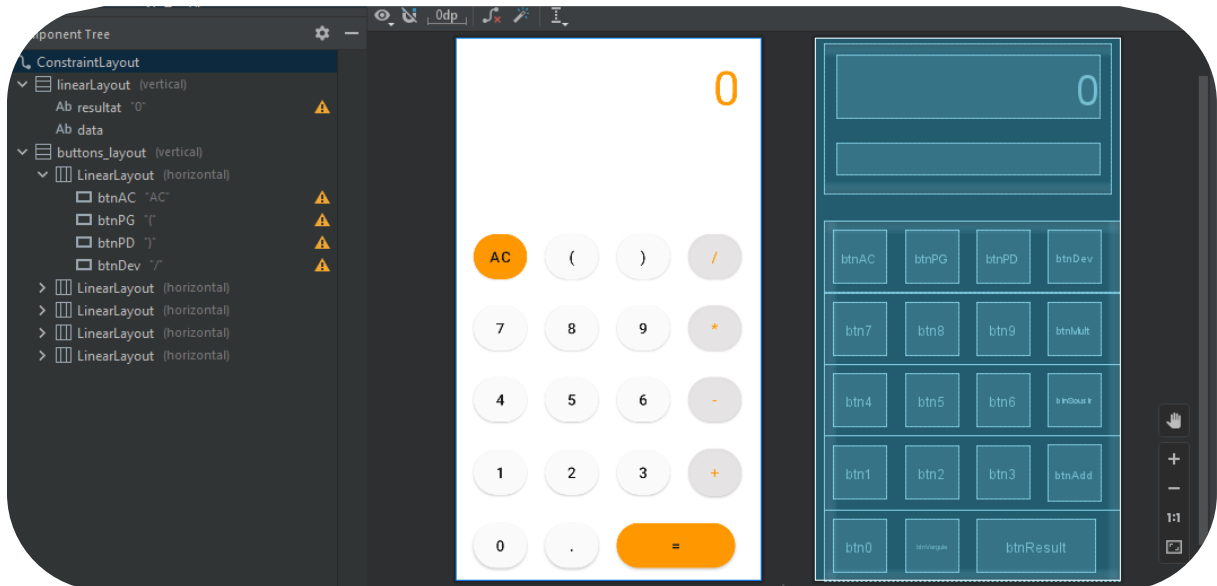 0dp
ponent Tree
ConstraintLayout
linearLayout (vertical)
Ab resultat "0"
Ab data
buttons_layout (vertical)
LinearLayout (horizontal)
btnAC "AC"
btnPG "("
btnPD ")"
btnDev "/"
LinearLayout (horizontal)
LinearLayout (horizontal)
LinearLayout (horizontal)
LinearLayout (horizontal)
0
AC ( ) /
7 8 9 *
4 5 6 -
1 2 3 +
0 . =
0
btnAC btnPG btnPD btnDev
btn7 btn8 btn9 btnMult
btn4 btn5 btn6
btn1 btn2 btn3 btnAdd
btn0 btnVergule btnResult
1:1